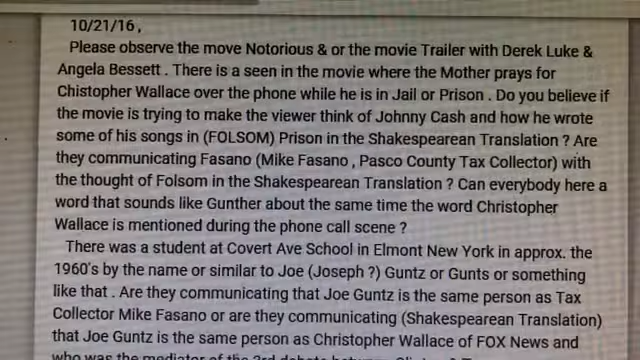 10/21/16,
Please observe the move Notorious & or the movie Trailer with Derek Luke &
Angela Bessett . There is a seen in the movie where the Mother prays for
Chistopher Wallace over the phone while he is in Jail or Prison . Do you believe if
the movie is trying to make the viewer think of Johnny Cash and how he wrote
some of his songs in (FOLSOM) Prison in the Shakespearean Translation ? Are
they communicating Fasano (Mike Fasano , Pasco County Tax Collector) with
the thought of Folsom in the Shakespearean Translation ? Can everybody here a
word that sounds like Gunther about the same time the word Christopher
Wallace is mentioned during the phone call scene ?
There was a student at Covert Ave School in Elmont New York in approx. the
1960's by the name or similar to Joe (Joseph ?) Guntz or Gunts or something
like that . Are they communicating that Joe Guntz is the same person as Tax
Collector Mike Fasano or are they communicating (Shakespearean Translation)
that Joe Guntz is the same person as Christopher Wallace of FOX News and
who was the mediator of the 3rd debate between